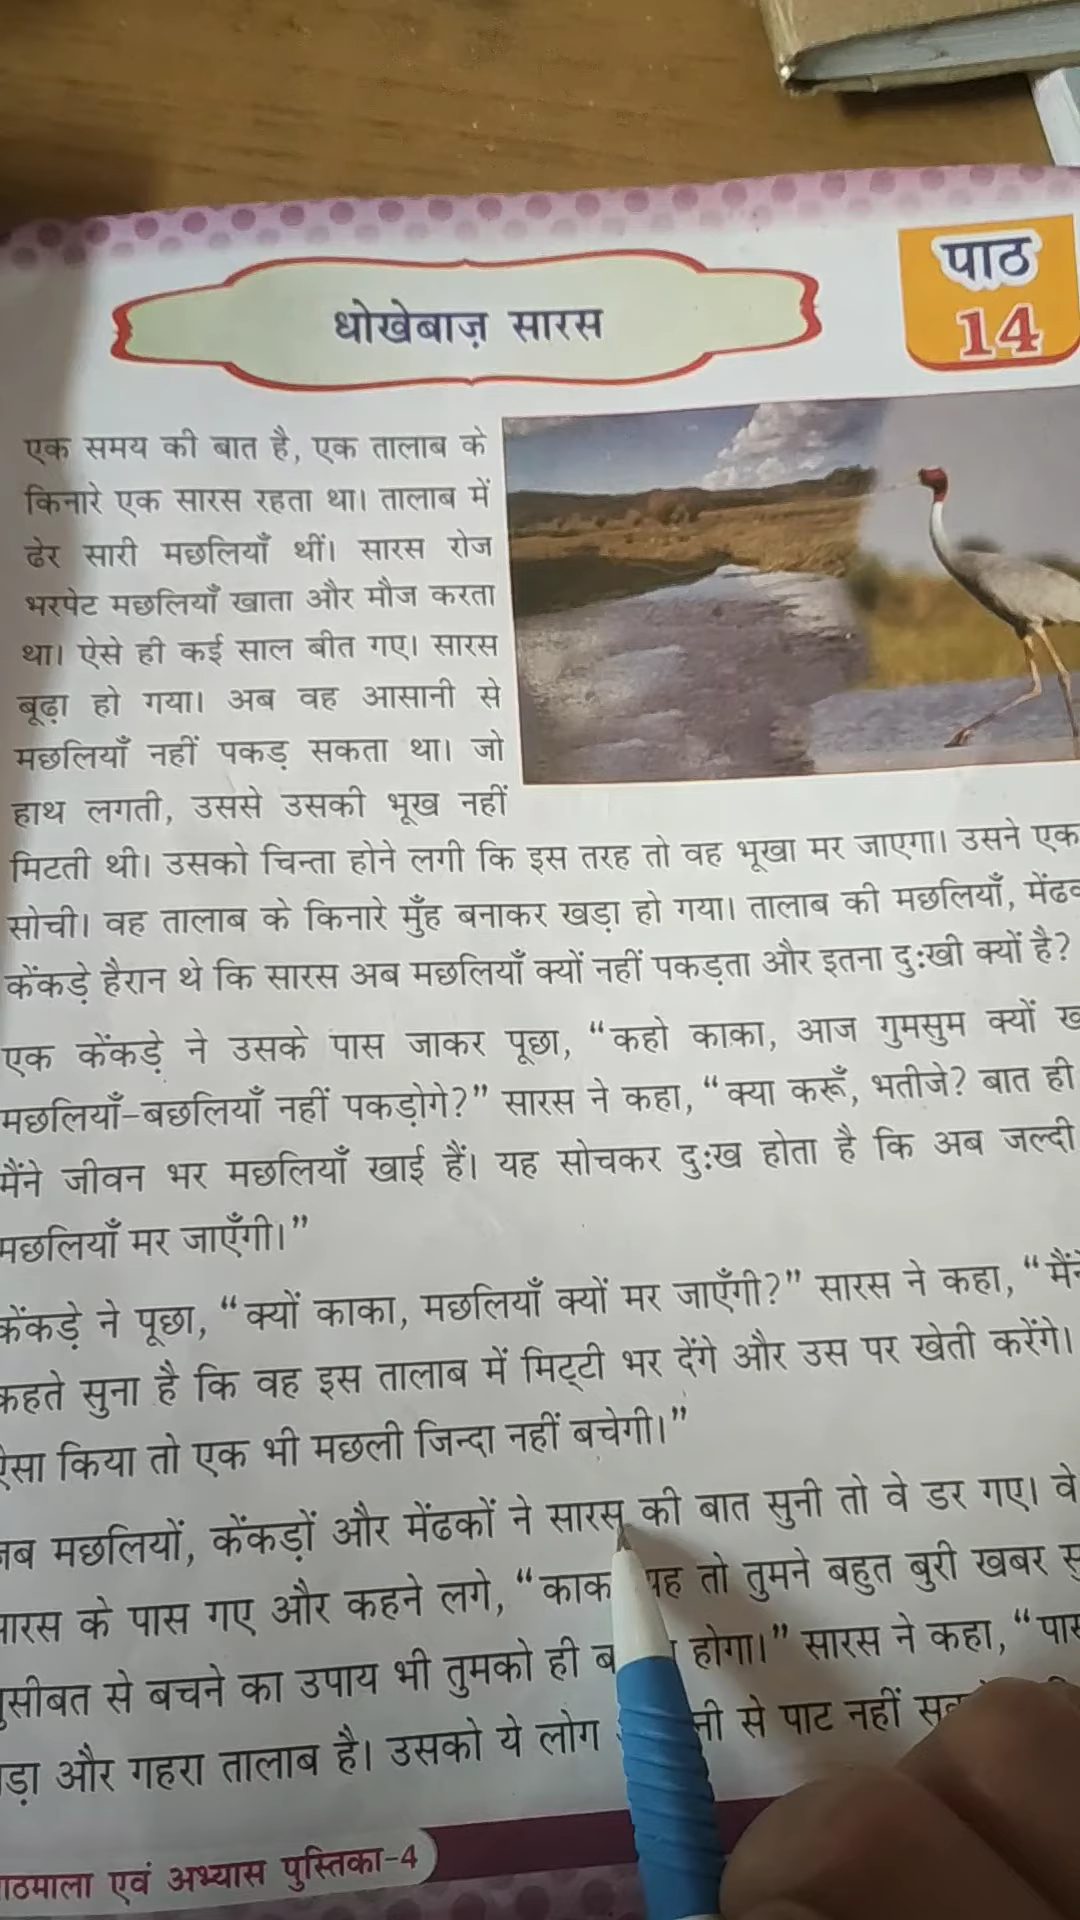 पाठ
14
धोखेबाज़ सारस
एक समय की बात है, एक तालाब के
किनारे एक सारस रहता था। तालाब में
ढेर सारी मछलियाँ थीं। सारस रोज
भरपेट मछलियाँ खाता और मौज करता
था। ऐसे ही कई साल बीत गए। सारस
बूढ़ा हो गया। अब वह आसानी से
मछलियाँ नहीं पकड़ सकता था। जो
हाथ लगती, उससे उसकी भूख नहीं
मिटती थी। उसको चिन्ता होने लगी कि इस तरह तो वह भूखा मर जाएगा। उसने एक
सोची। वह तालाब के किनारे मुँह बनाकर खड़ा हो गया। तालाब की मछलियाँ,
केंकड़े हैरान थे कि सारस अब मछलियाँ क्यों नहीं पकड़ता और इतना दुःखी क्यों है?
एक केंकड़े ने उसके पास जाकर पूछा, “कहो काका, आज गुमसुम क्यों
मछलियाँ-बछलियाँ नहीं पकड़ोगे?” सारस ने कहा, “क्या करूँ, भतीजे? बात ही
मैंने जीवन भर मछलियाँ खाई हैं। यह सोचकर दुःख होता है कि अब जल्दी
मछलियाँ मर जाएँगी।”
केंकड़े ने पूछा, “क्यों काका, मछलियाँ क्यों मर जाएँगी?” सारस ने कहा,
कहते सुना है कि वह इस तालाब में मिट्टी भर देंगे और उस पर खेती करेंगे।
किया तो एक भी मछली जिन्दा नहीं बचेगी।”
मछलियों, केंकड़ों और मेंढकों ने सारस की बात सुनी तो वे डर गए। वे
के पास गए और कहने लगे, तो तुमने बहुत बुरी खबर
से बचने का उपाय भी तुमको ही होगा।” सारस ने कहा,
और गहरा तालाब है। उसको ये लोग से पाट नहीं
एवं अभ्यास पुस्तिका-4